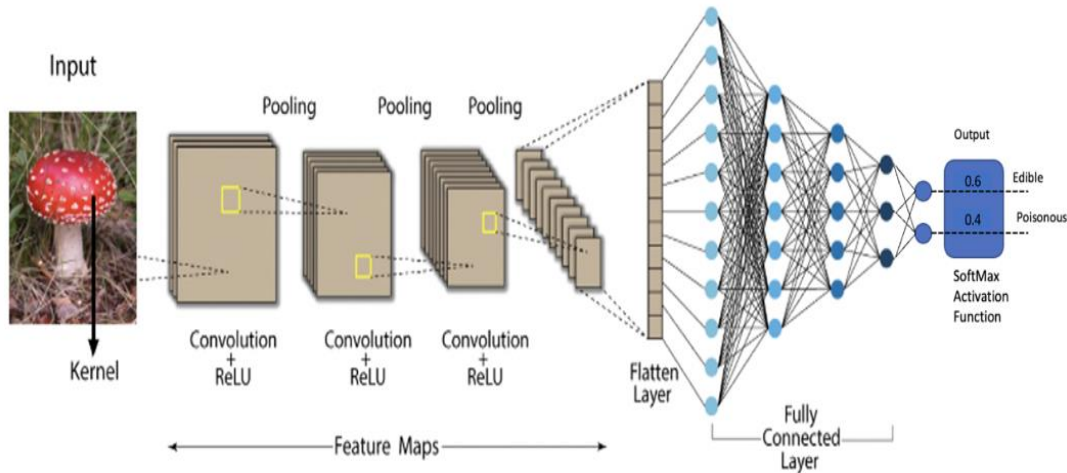 Input
Kernel
Pooling
Pooling
Pooling
Convolution
+
ReLU
Convolution
+
ReLU
Convolution
+
ReLU
Feature Maps
Flatten
Layer
Fully
Connected
Layer
Output
0.6
Edible
0.4
Poisonous
SoftMax
Activation
Function